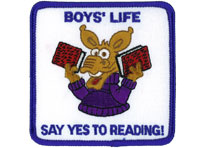 BOYS' LIFE
SAY YES TO READING!